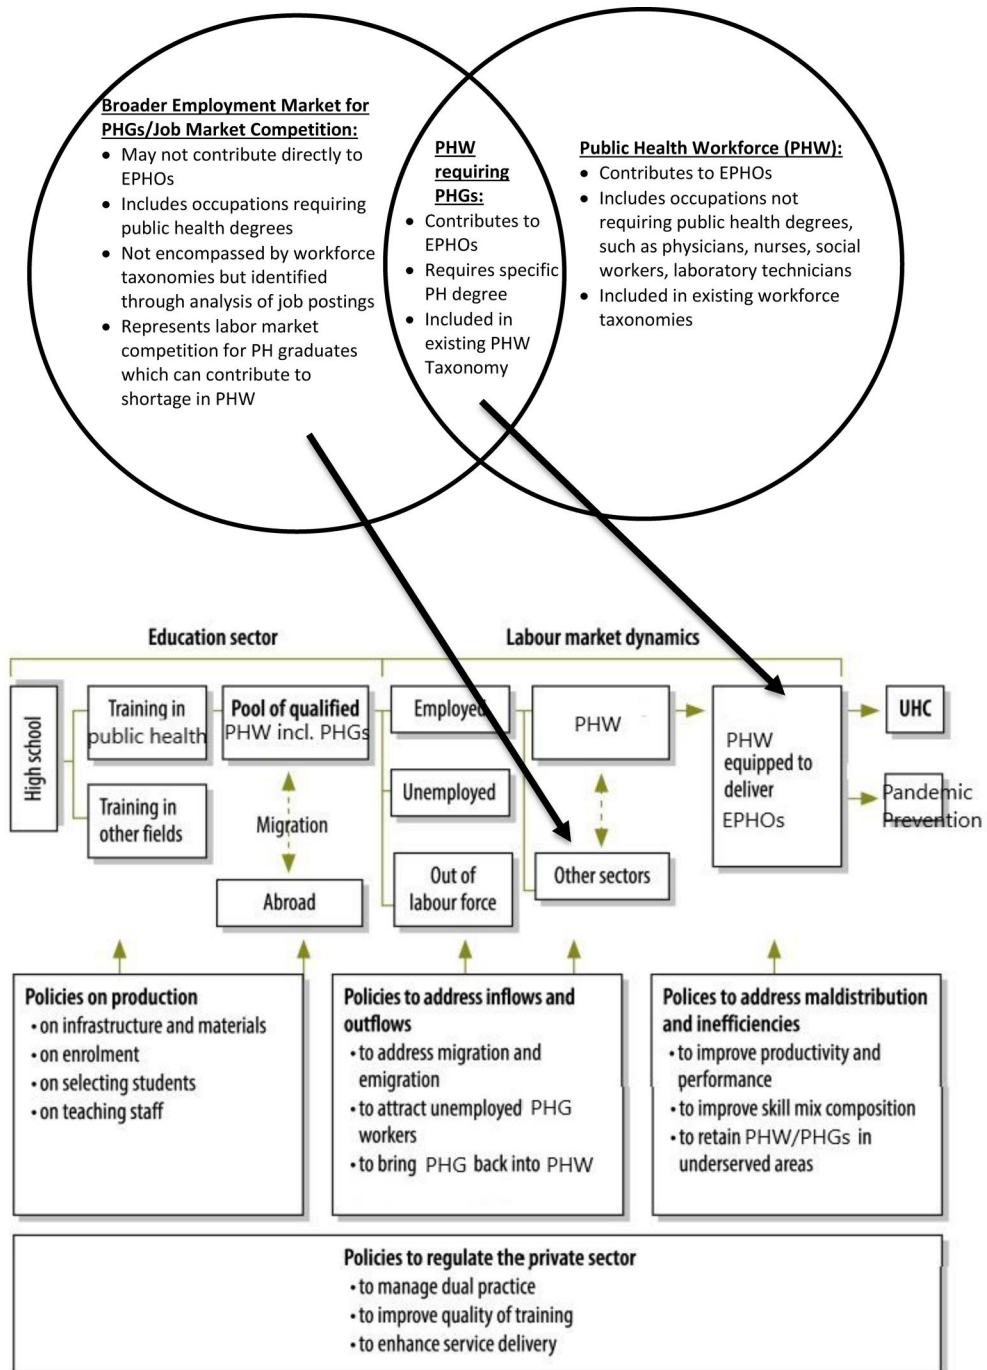 Broader Employment Market for
PHGs/Job Market Competition:
• May not contribute directly to
EPHOs
• Includes occupations requiring
public health degrees
• Not encompassed by workforce
taxonomies but identified
through analysis of job postings
• Represents labor market
competition for PH graduates
which can contribute to
shortage in PHW
PHW
requiring
PHGs:
• Contributes to
EPHOs
• Requires specific
PH degree
• Included in
existing PHW
Taxonomy
Public Health Workforce (PHW):
• Contributes to EPHOs
• Includes occupations not
requiring public health degrees,
such as physicians, nurses, social
workers, laboratory technicians
• Included in existing workforce
taxonomies
Education sector
Labour market dynamics
High school
Training in
public health
Training in
other fields
Pool of qualified
PHW incl. PHGs
Migration
Abroad
Employed
Unemployed
Out of
labour force
PHW
Other sectors
PHW
equipped to
deliver
EPHOs
UHC
Pandemic
Prevention
Policies on production
• on infrastructure and materials
• on enrolment
• on selecting students
• on teaching staff
Policies to address inflows and
outflows
• to address migration and
emigration
• to attract unemployed PHG
workers
• to bring PHG back into PHW
Polices to address maldistribution
and inefficiencies
• to improve productivity and
performance
• to improve skill mix composition
• to retain PHW/PHGs in
underserved areas
Policies to regulate the private sector
• to manage dual practice
• to improve quality of training
• to enhance service delivery